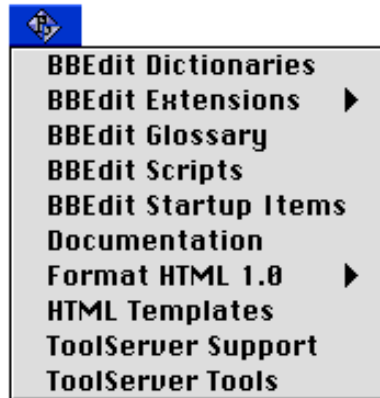 BBEdit Dictionaries
BBEdit Extensions
BBEdit Glossary
BBEdit Scripts
BBEdit Startup Items
Documentation
Format HTML 1.0
HTML Templates
ToolServer Support
ToolServer Tools